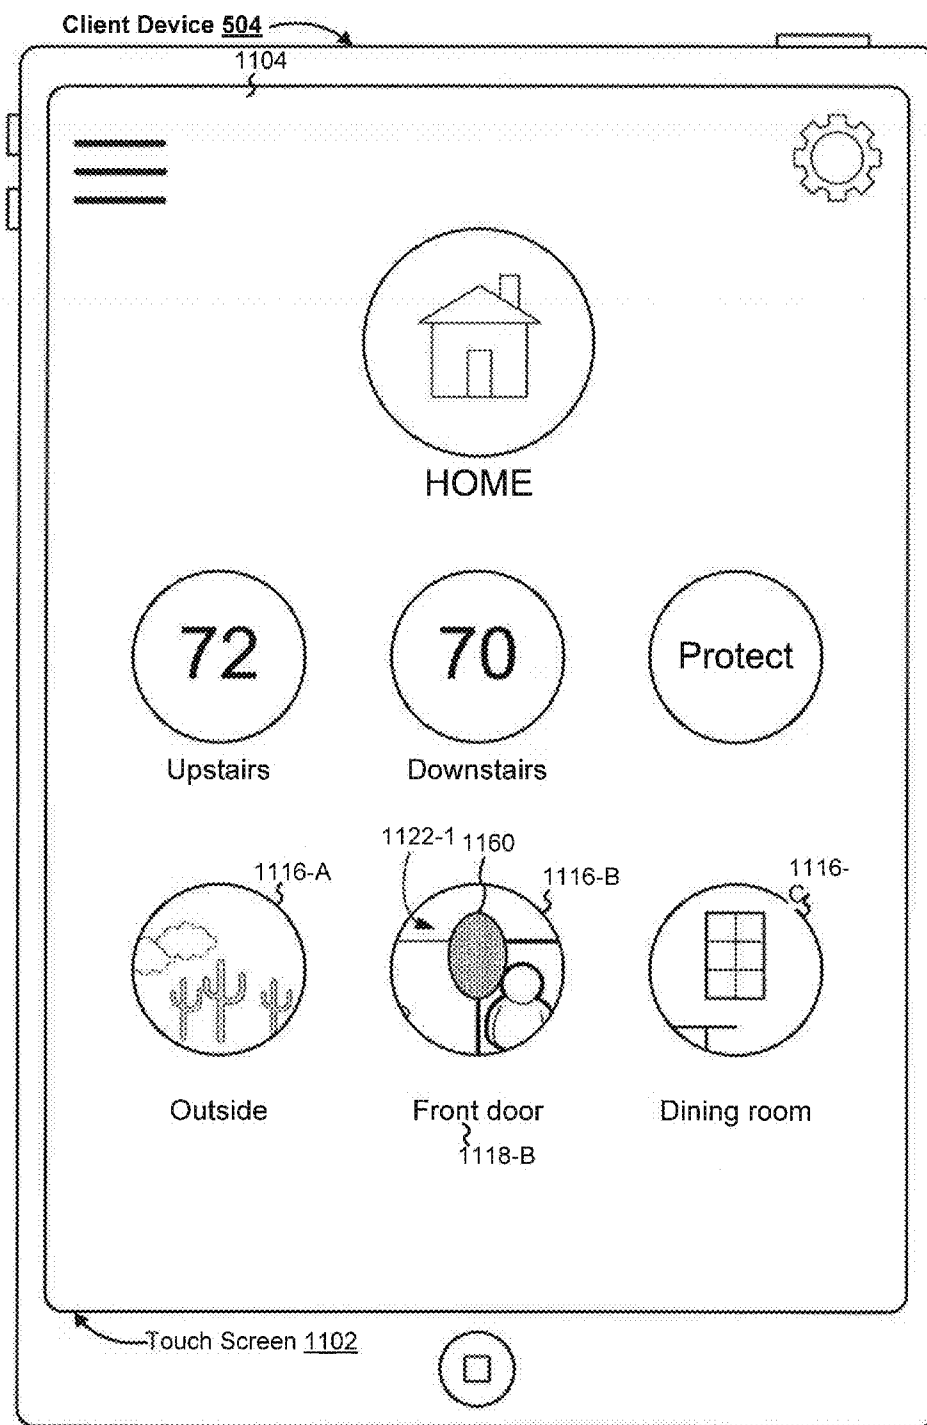 Client Device 504
1104
HOME
72
70
Protect
Upstairs
Downstairs
1122-1
1160
1116-A
1116-B
1116-
C
Outside
Front door
Dining room
1118-B
Touch Screen 1102